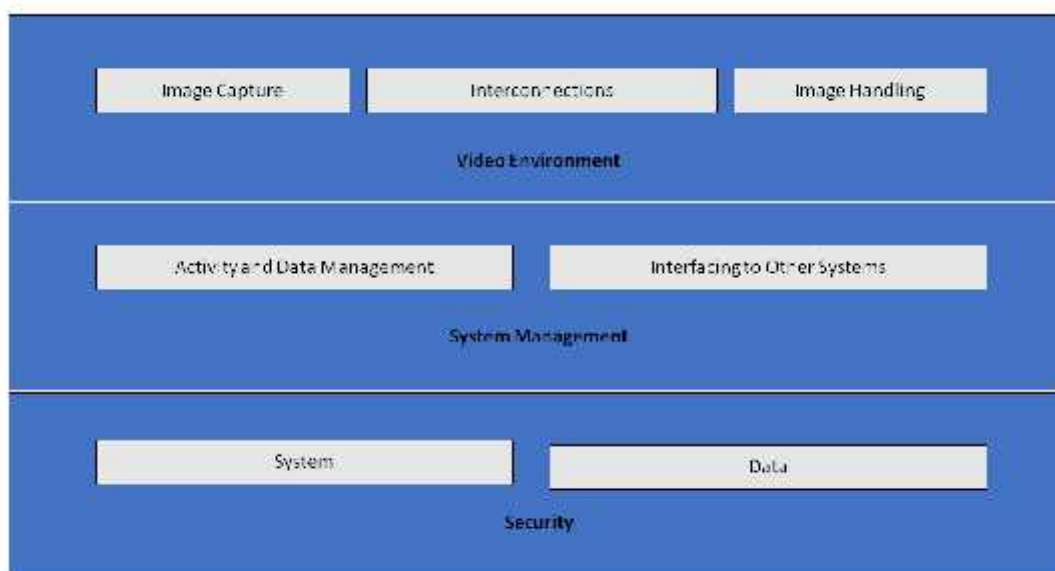 Image Capture
Interconnections
Image Handling
Video Environment
Activity and Data Management
Interfacing to Other Systems
System Management
System
Data
Security